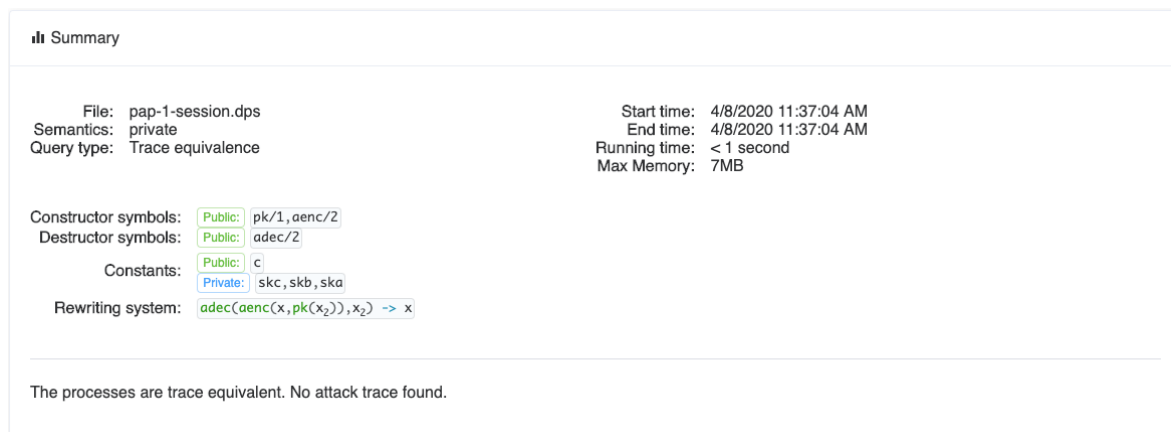 Summary
File: pap-1-session.dps
Semantics: private
Query type: Trace equivalence
Start time: 4/8/2020 11:37:04 AM
End time: 4/8/2020 11:37:04 AM
Running time: < 1 second
Max Memory: 7MB
Constructor symbols: Public: pk/1,aenc/2
Destructor symbols: Public: adec/2
Constants: Public: c
Private: skc,skb,ska
Rewriting system: adec(aenc(x,pk(x₂)),x₂) -> x
The processes are trace equivalent. No attack trace found.